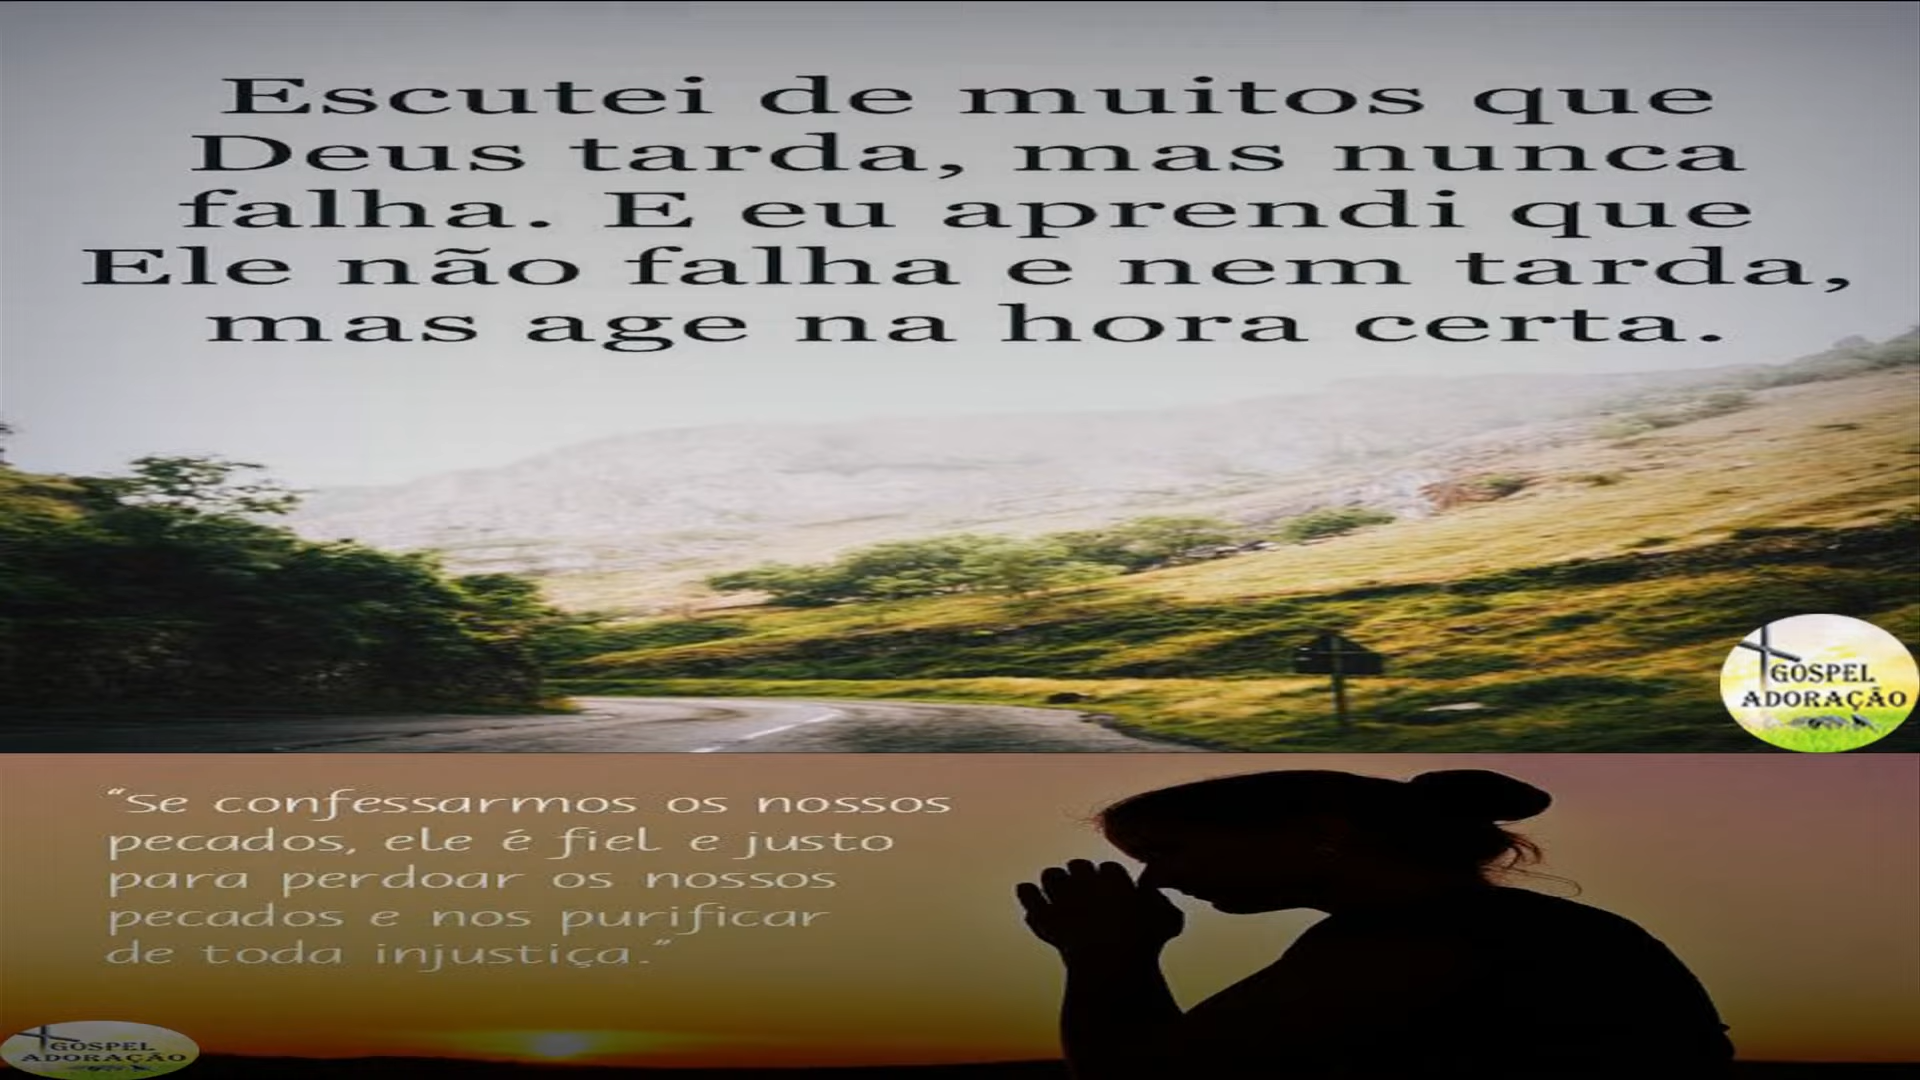 Escutei de muitos que
Deus tarda, mas nunca
falha. E eu aprendi que
Ele não falha e nem tarda,
mas age na hora certa.
GOSPEL
ADORAÇÃO
“Se confessarmos os nossos
pecados, ele é fiel e justo
para perdoar os nossos
pecados e nos purificar
de toda injustiça.”
GOSPEL
ADORAÇÃO